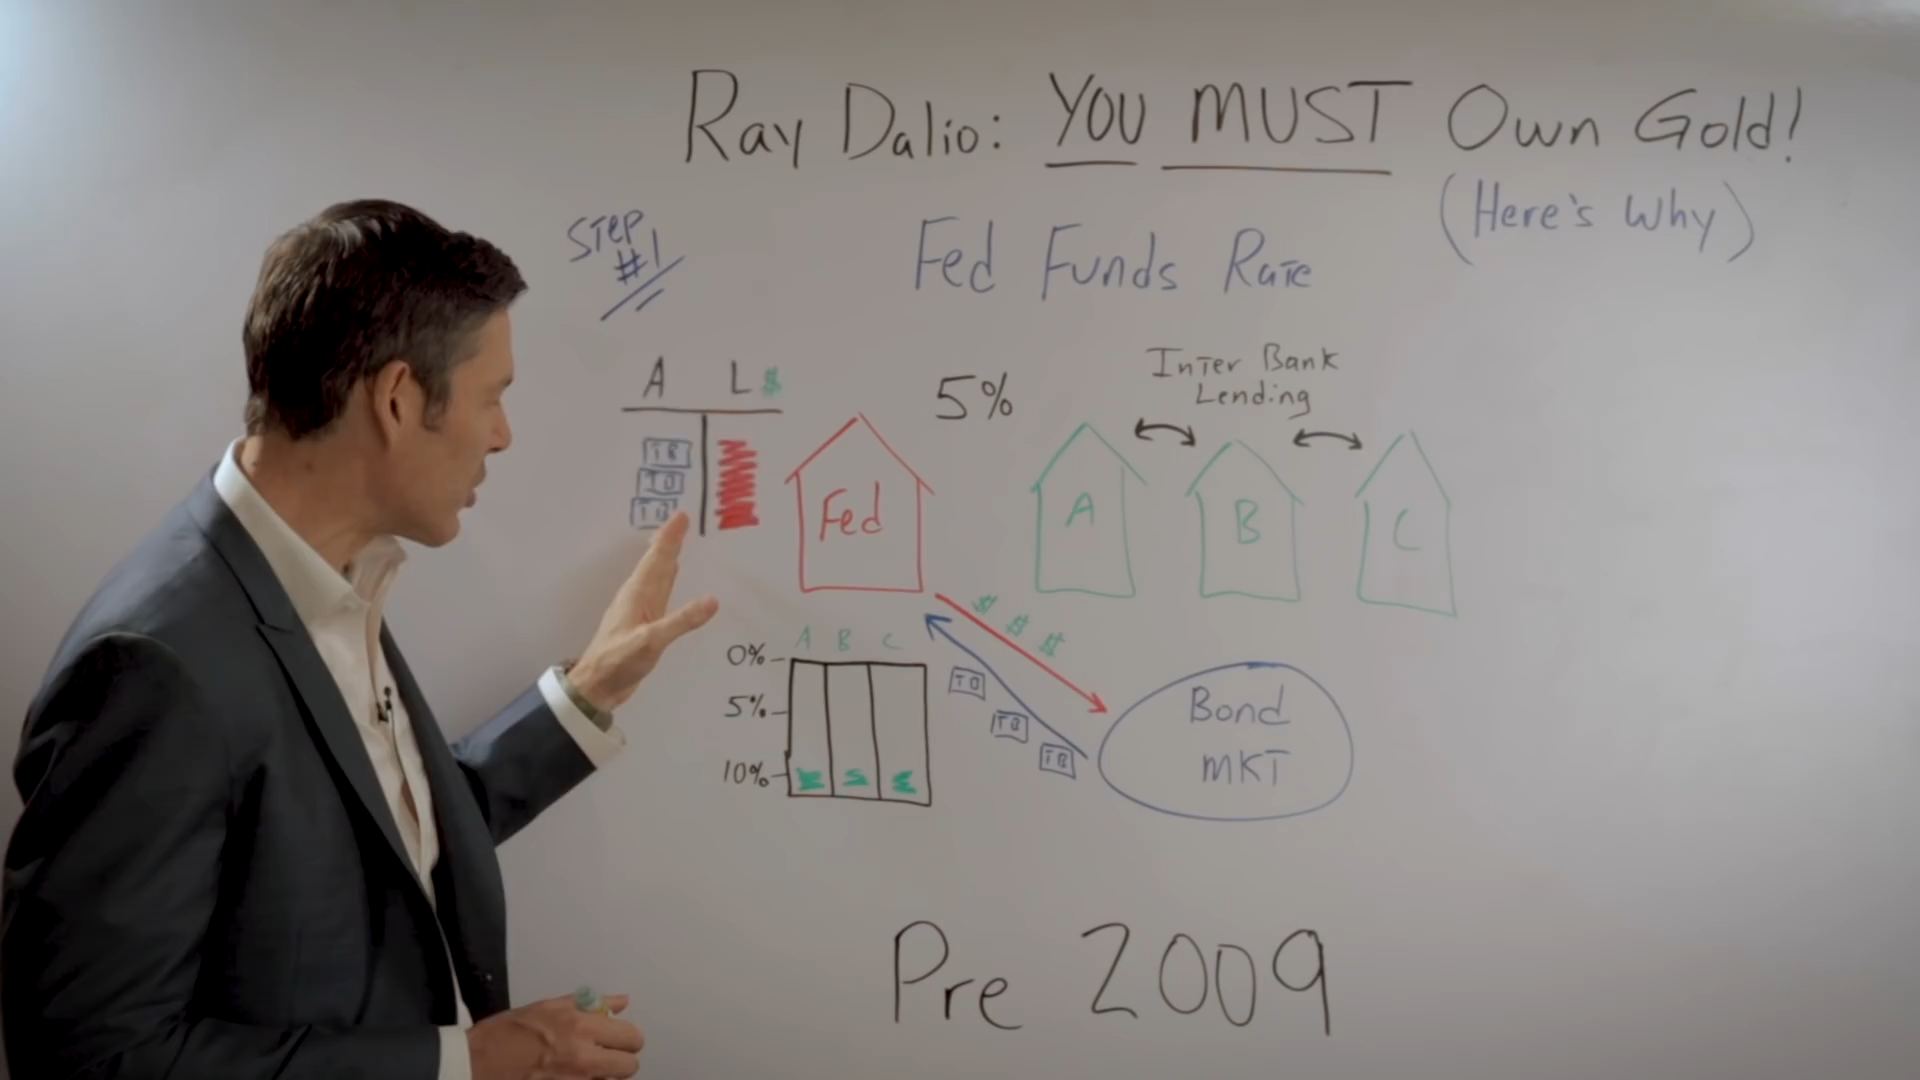 Ray Dalio: YOU MUST Own Gold!
(Here's Why)
STEP
#1
Fed Funds Rate
A L $
5%
Inter Bank
Lending
TB
TB
TB
Fed
A
B
C
$ $ $
A B C
0%
5%
10%
TB
TB
TB
Bond
MKT
Pre 2009